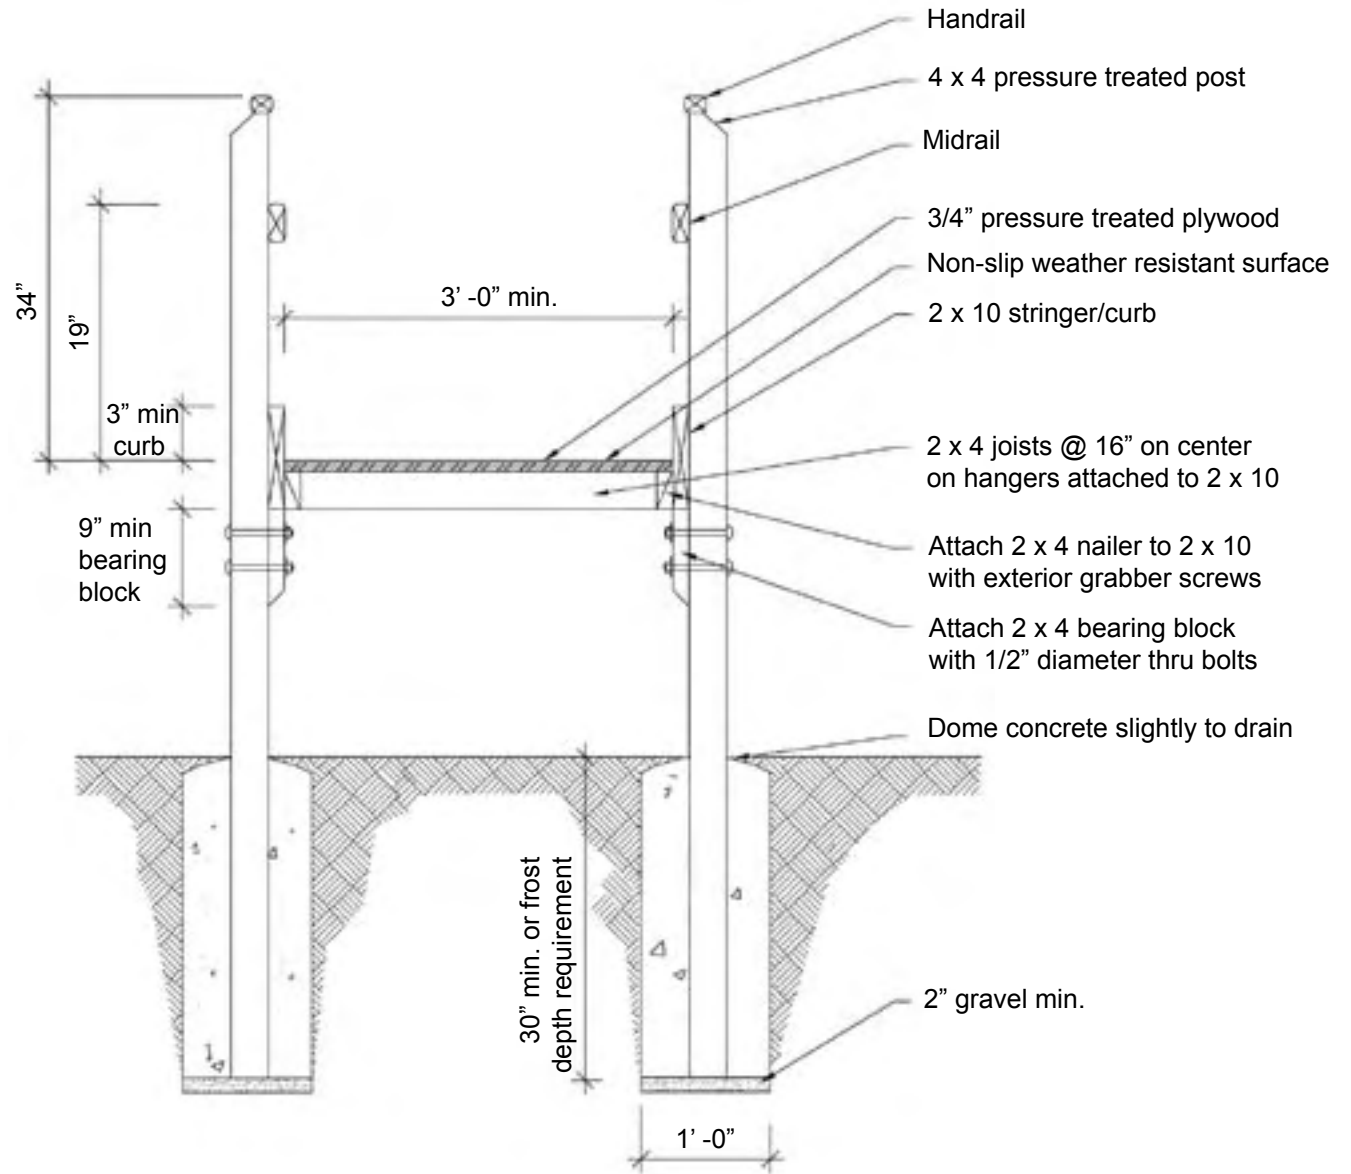 Handrail
4 x 4 pressure treated post
Midrail
3/4” pressure treated plywood
Non-slip weather resistant surface
3’ -0” min.
2 x 10 stringer/curb
34”
19”
3” min
curb
2 x 4 joists @ 16” on center
on hangers attached to 2 x 10
9” min
bearing
block
Attach 2 x 4 nailer to 2 x 10
with exterior grabber screws
Attach 2 x 4 bearing block
with 1/2” diameter thru bolts
Dome concrete slightly to drain
30” min. or frost
depth requirement
2” gravel min.
1’ -0”